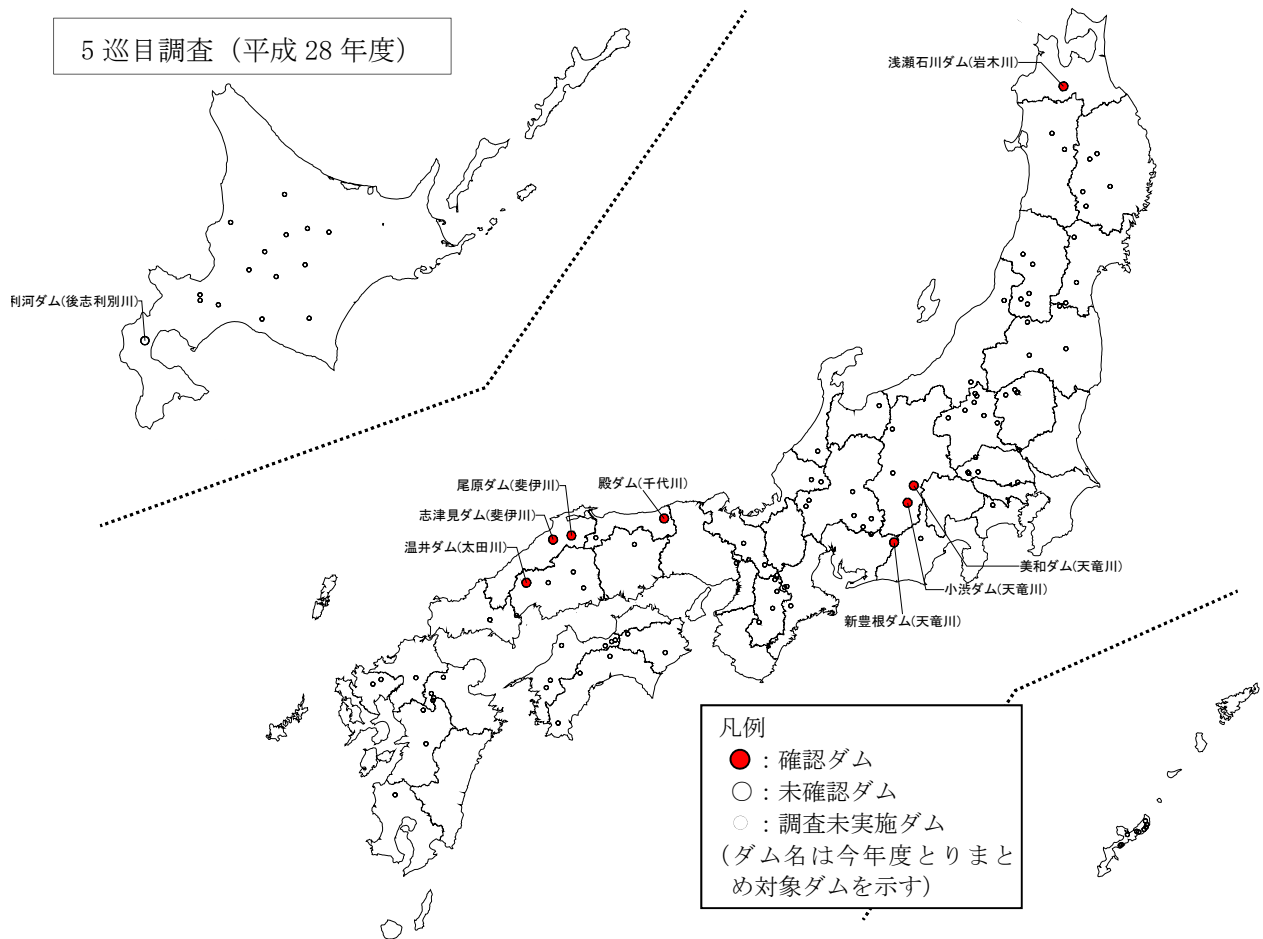 5 巡目調査（平成 28 年度）
浅瀬石川ダム(岩木川)
利河ダム(後志利別川)
尾原ダム(斐伊川)
殿ダム(千代川)
志津見ダム(斐伊川)
温井ダム(太田川)
美和ダム(天竜川)
小渋ダム(天竜川)
新豊根ダム(天竜川)
凡例
：確認ダム
：未確認ダム
：調査未実施ダム
(ダム名は今年度とりまと
め対象ダムを示す)